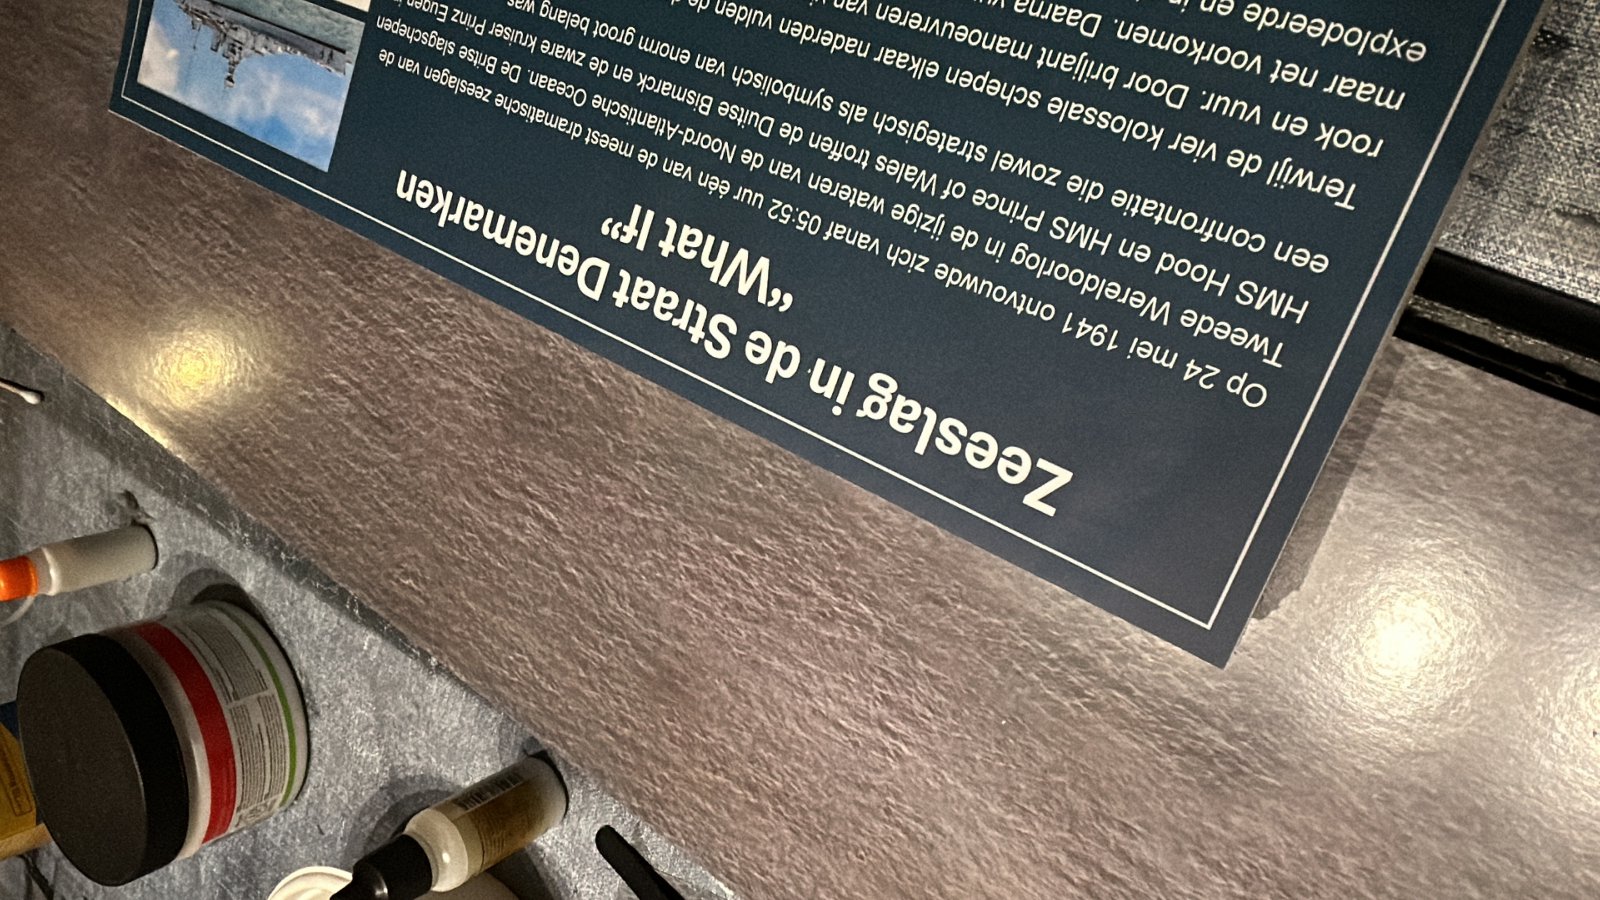 Zeeslag in de Straat Denemarken
“What If”
Op 24 mei 1941 ontvouwde zich vanaf 05:52 uur één van de meest dramatische zeeslagen van de
Tweede Wereldoorlog in de ijzige wateren van de Noord-Atlantische Oceaan. De Britse slagschepen
HMS Hood en HMS Prince of Wales troffen de Duitse Bismarck en de zware kruiser Prinz Eugen
een confrontatie die zowel strategisch als symbolisch van enorm groot belang was
Terwijl de vier kolossale schepen elkaar naderden vulden de
rook en vuur. Door briljant manoeuvreren van
maar net voorkomen. Daarna
explodeerde en in